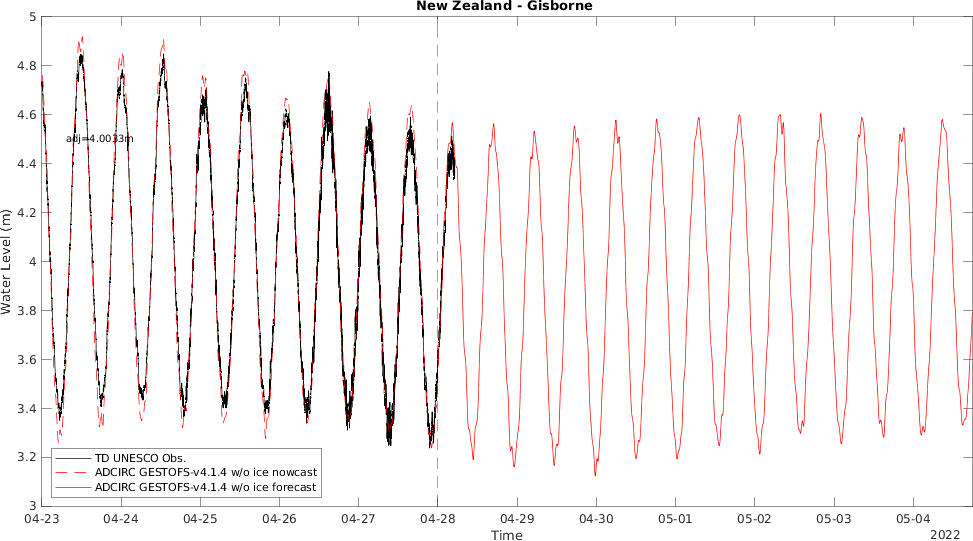 New Zealand - Gisborne
5
4.8
4.6
4.4
4.2
4
3.8
3.6
3.4
3.2
3
Water Level (m)
adj=4.0033m
TD UNESCO Obs.
ADCIRC GESTOFS-v4.1.4 w/o ice nowcast
ADCIRC GESTOFS-v4.1.4 w/o ice forecast
04-23 04-24 04-25 04-26 04-27 04-28 04-29 04-30 05-01 05-02 05-03 05-04
Time
2022